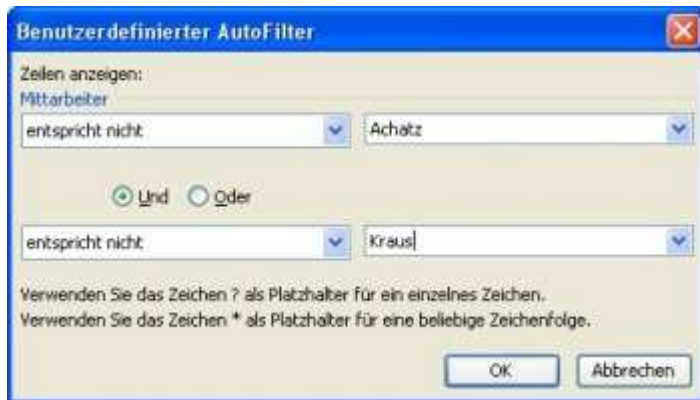 Benutzerdefinierter AutoFilter
Zeilen anzeigen:
Mittarbeiter
entspricht nicht Achatz
Und Oder
entspricht nicht Kraus
Verwenden Sie das Zeichen ? als Platzhalter für ein einzelnes Zeichen.
Verwenden Sie das Zeichen * als Platzhalter für eine beliebige Zeichenfolge.
OK Abbrechen